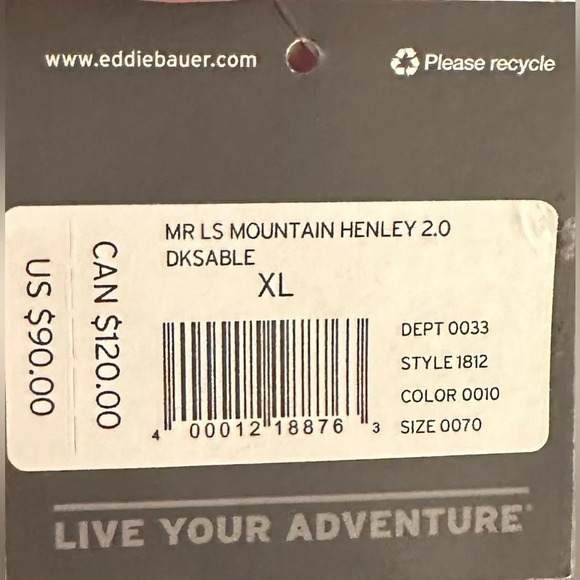 www.eddiebauer.com
Please recycle
MR LS MOUNTAIN HENLEY 2.0
DKSABLE
XL
US $90.00
CAN $120.00
DEPT 0033
STYLE 1812
COLOR 0010
SIZE 0070
4 00012 18876 3
LIVE YOUR ADVENTURE